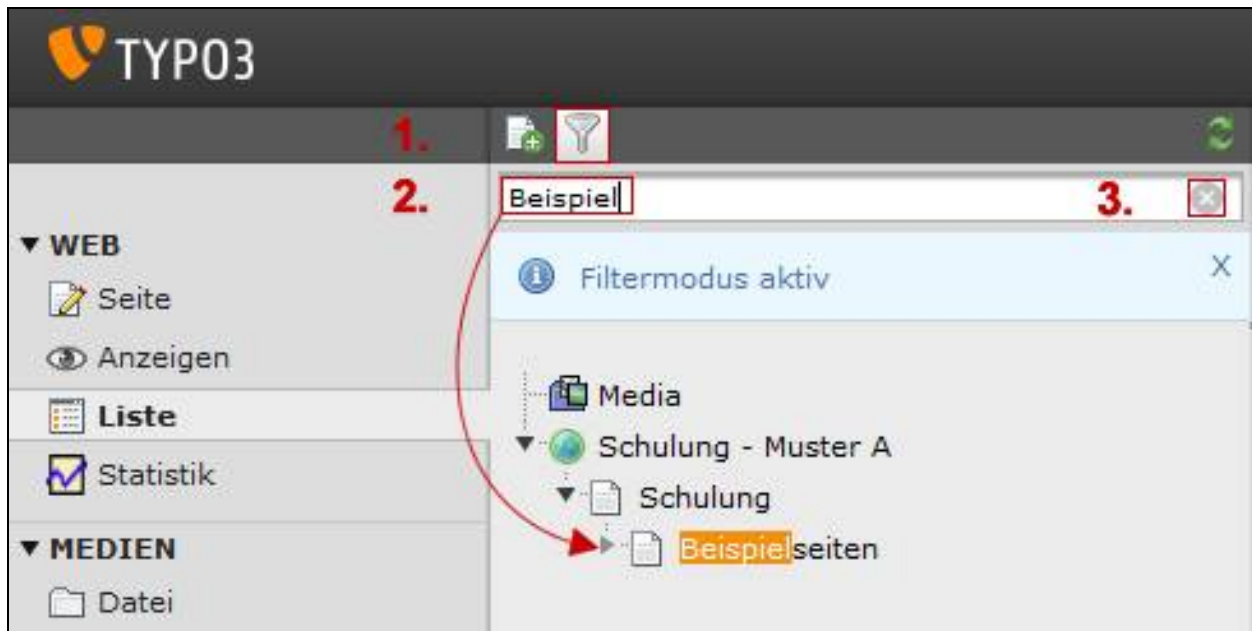 TYPO3
1.
2.
Beispiel
3.
WEB
Filtermodus aktiv
X
Seite
Anzeigen
Media
Liste
Schulung - Muster A
Statistik
Schulung
MEDIEN
Beispielseiten
Datei